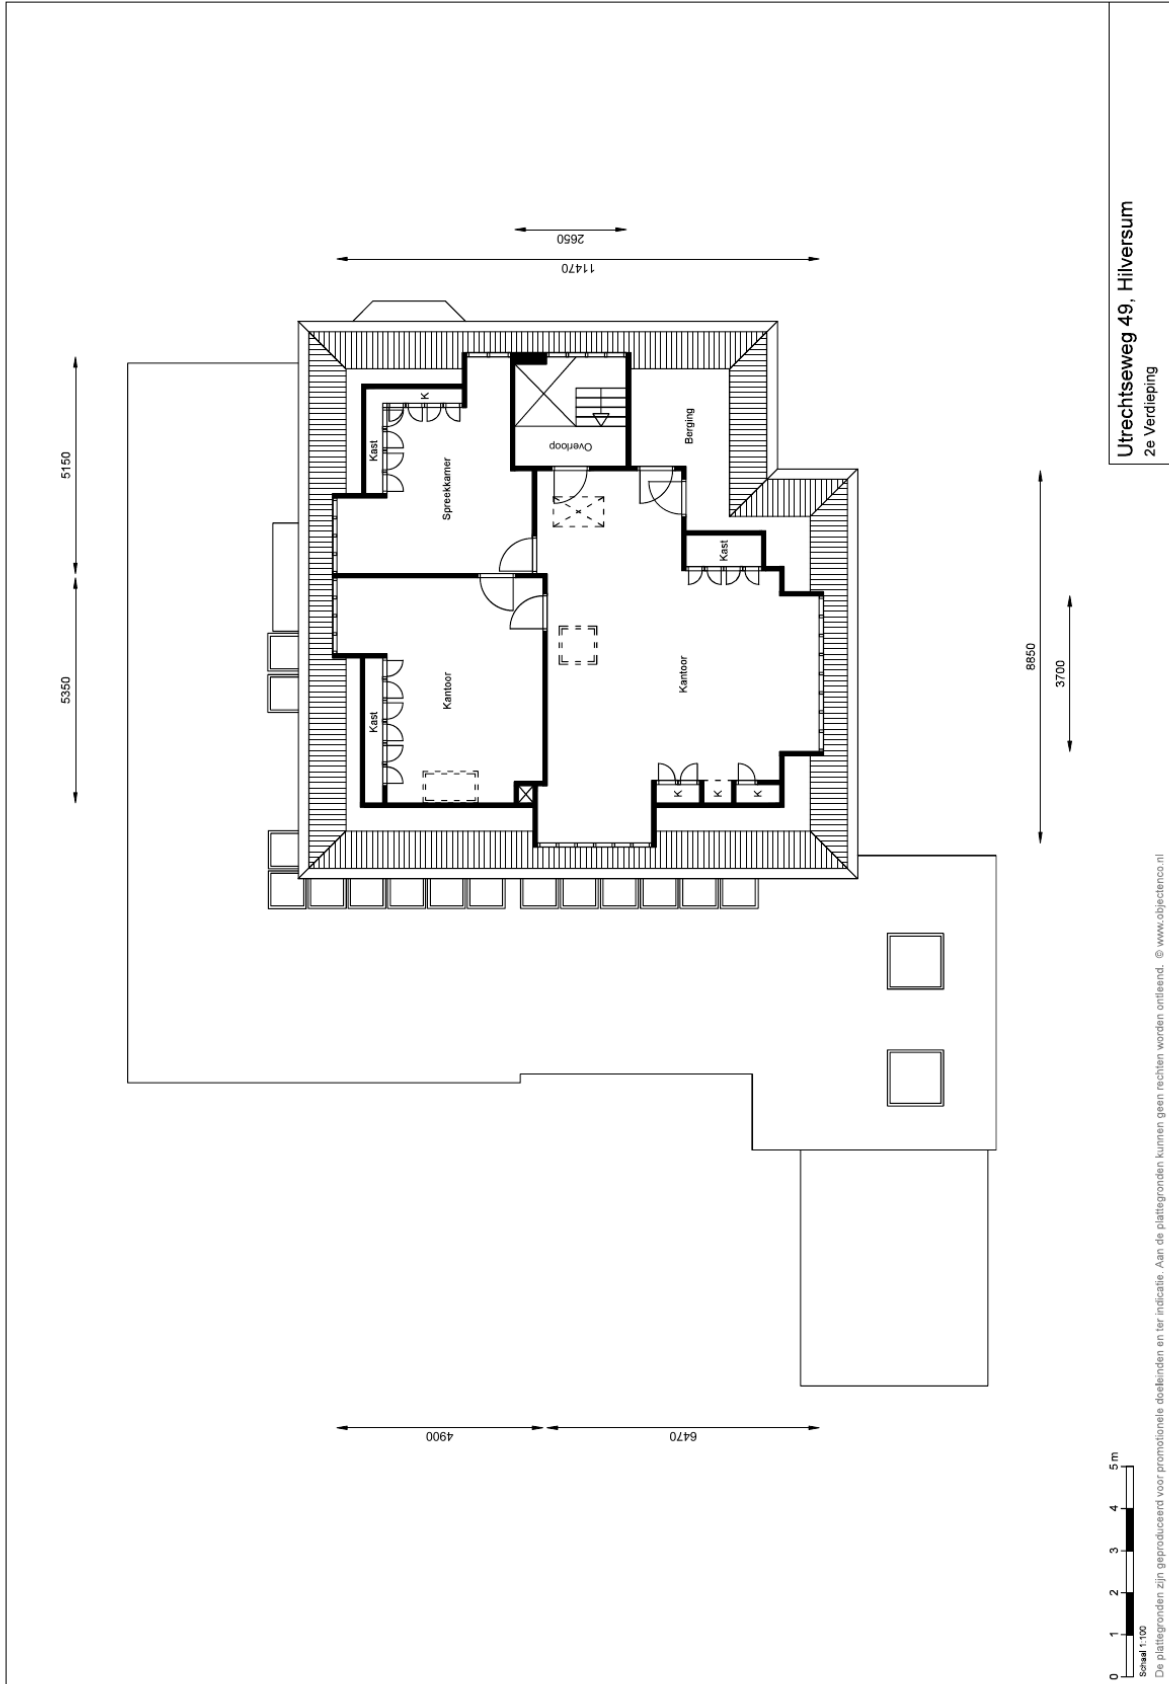 2650
11470
5150
5350
8850
3700
4900
6470
Kast
K
Spreekkamer
Overloop
Berging
Kast
Kantoor
Kast
Kantoor
K
K
K
Utrechtseweg 49, Hilversum
2e Verdieping
0 1 2 3 4 5 m
Schaal 1:100
De plattegronden zijn geproduceerd voor promotionele doeleinden en ter indicatie. Aan de plattegronden kunnen geen rechten worden ontleend. © www.objectenco.nl